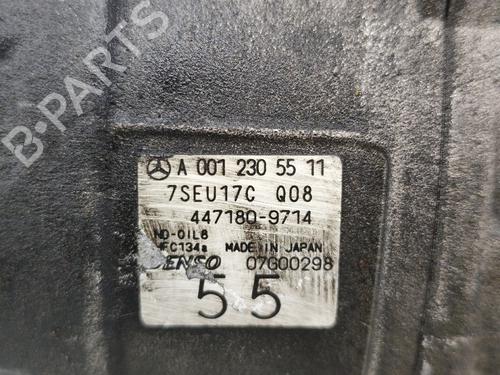 B-PARTS
A 001 230 55 11
7SEU17C Q08
447180-9714
ND-OIL8
HFC134a MADE IN JAPAN
DENSO 07G00298
55